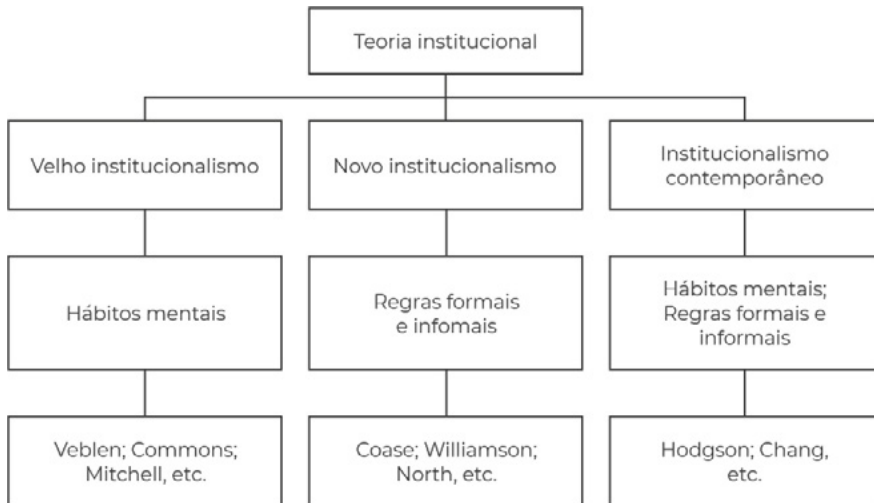 Teoria institucional
Velho institucionalismo
Novo institucionalismo
Institucionalismo
contemporâneo
Hábitos mentais
Regras formais
e infomais
Hábitos mentais;
Regras formais e
informais
Veblen; Commons;
Mitchell, etc.
Coase; Williamson;
North, etc.
Hodgson; Chang,
etc.